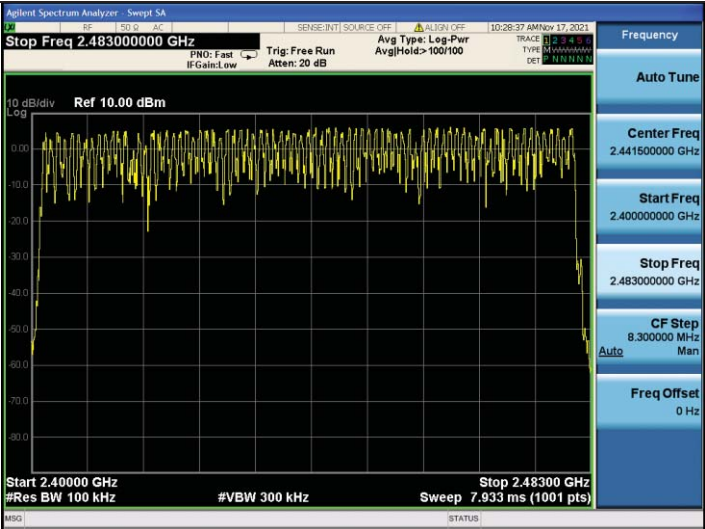 Agilent Spectrum Analyzer - Swept SA
RF 50 Ω AC SENSE:INT SOURCE OFF ALIGN OFF 10:28:37 AM Nov 17, 2021
Stop Freq 2.483000000 GHz
PNO: Fast
IFGain:Low
Trig: Free Run
Atten: 20 dB
Avg Type: Log-Pwr
Avg|Hold:>100/100
TRACE 1 2 3 4 5 6
TYPE M
DET P N N N N N
10 dB/div Ref 10.00 dBm
Log
0.00
-10.0
-20.0
-30.0
-40.0
-50.0
-60.0
-70.0
-80.0
Start 2.40000 GHz Stop 2.48300 GHz
#Res BW 100 kHz #VBW 300 kHz Sweep 7.933 ms (1001 pts)
MSG STATUS
Frequency
Auto Tune
Center Freq
2.441500000 GHz
Start Freq
2.400000000 GHz
Stop Freq
2.483000000 GHz
CF Step
8.300000 MHz
Auto Man
Freq Offset
0 Hz